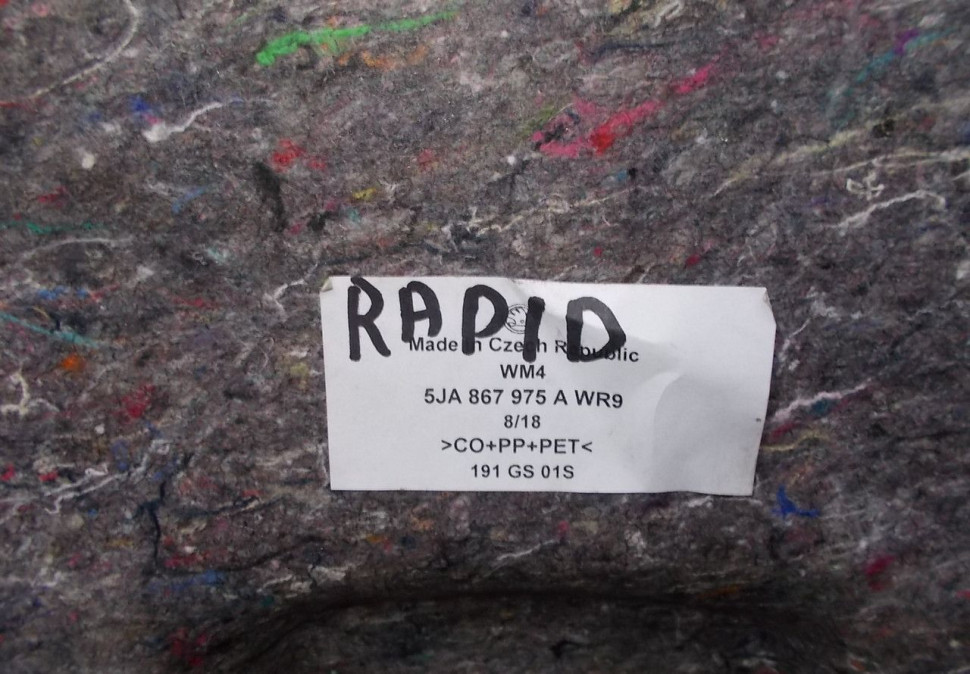 RAPID
Made in Czech Republic
WM4
5JA 867 975 A WR9
8/18
>CO+PP+PET<
191 GS 01S